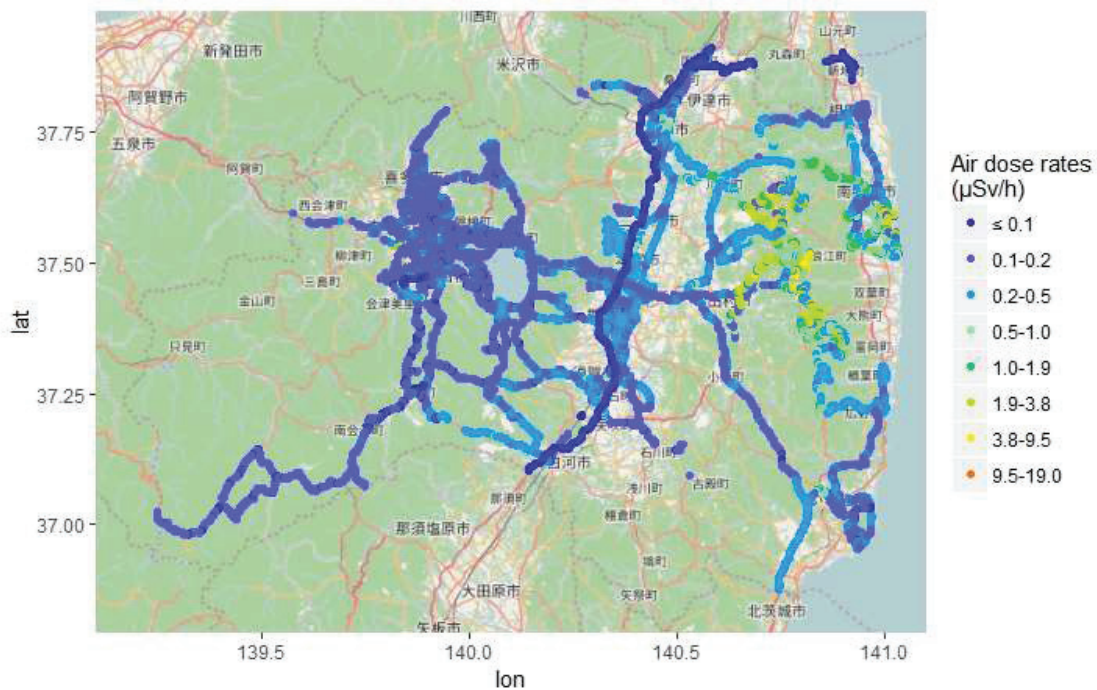 川西町
山元町
新発田市
米沢市
丸森町
阿賀野市
伊達市
37.75
五泉市
阿賀町
西会津町
37.50
柳津町
三島町
浪江町
双葉町
金山町
会津美里
大熊町
富岡町
只見町
楢葉町
37.25
南会
石川町
白河市
古殿町
浅川町
那須町
棚倉町
37.00
那須塩原市
塙町
大田原市
矢祭町
北茨城市
矢板市
139.5
140.0
140.5
141.0
lat
lon
Air dose rates
(μSv/h)
≤ 0.1
0.1-0.2
0.2-0.5
0.5-1.0
1.0-1.9
1.9-3.8
3.8-9.5
9.5-19.0